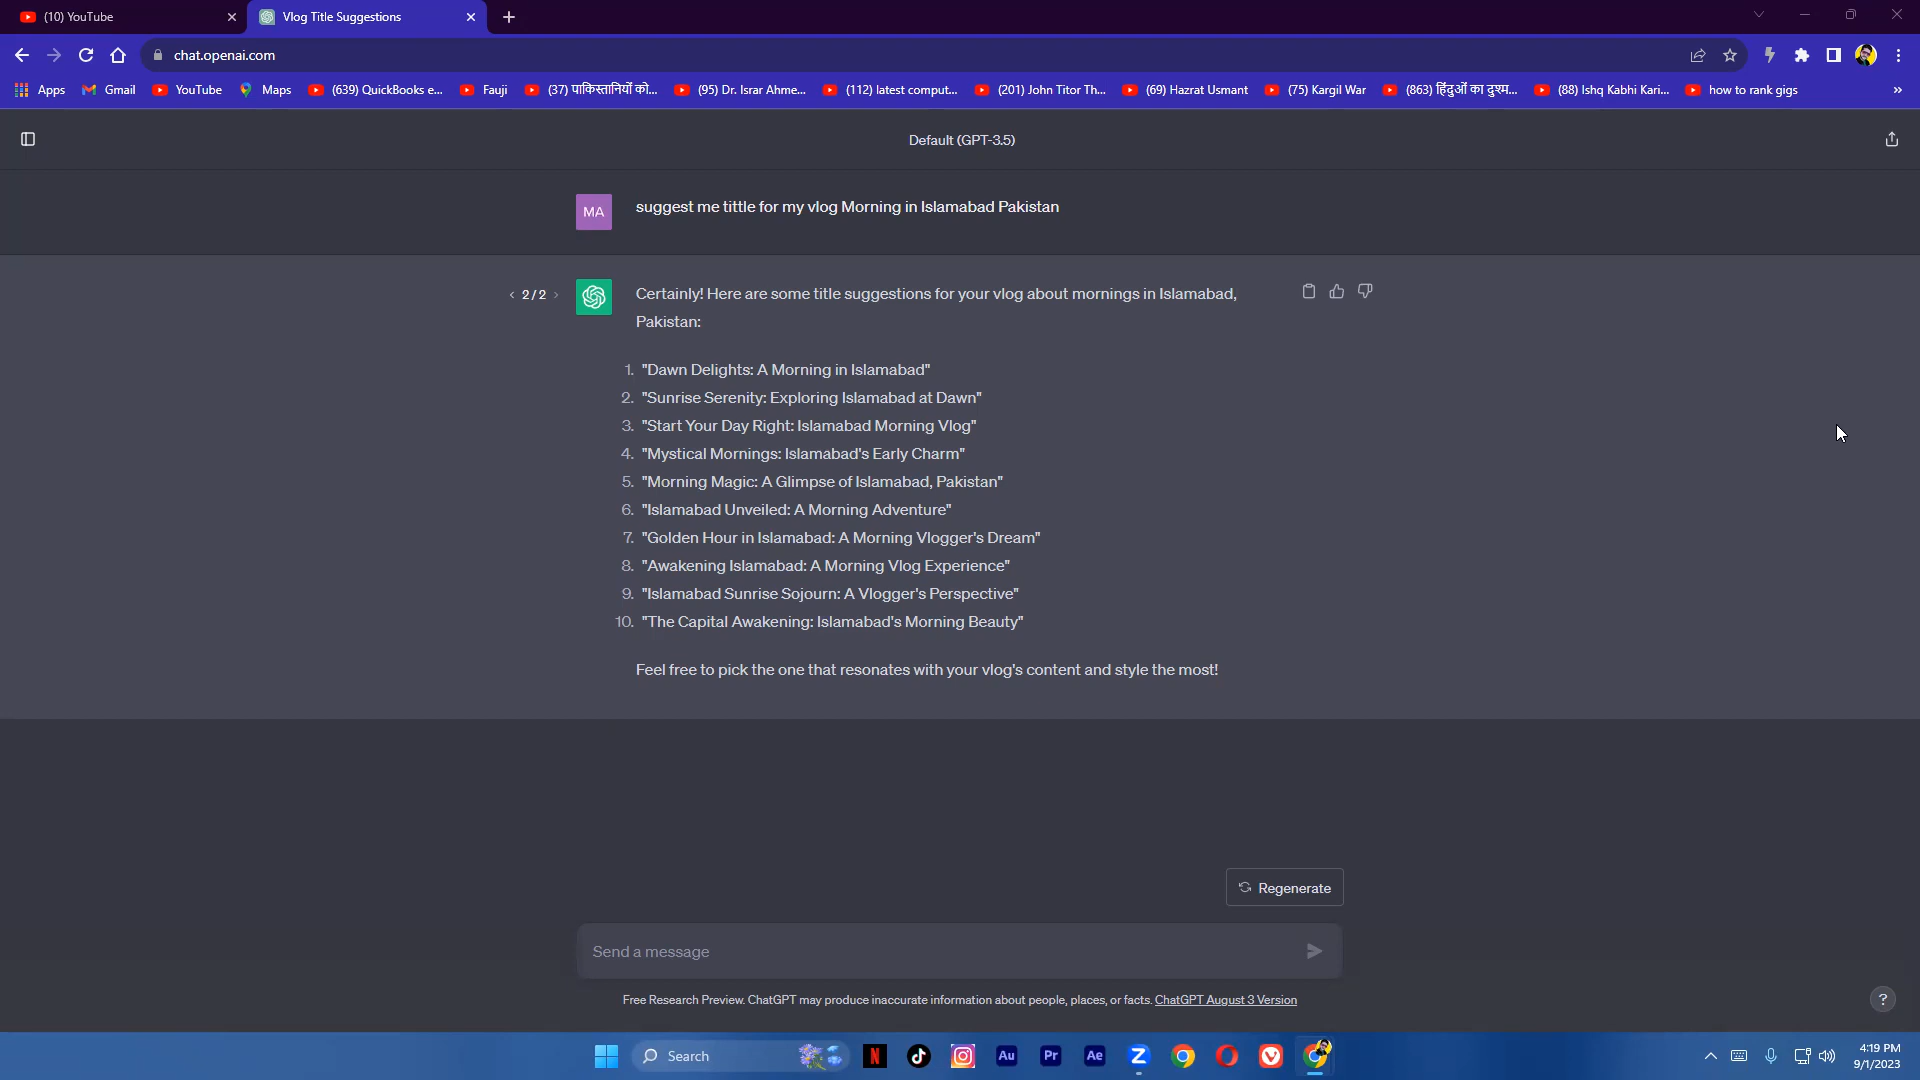 (10) YouTube
Vlog Title Suggestions
chat.openai.com
Apps
Gmail
YouTube
Maps
(639) QuickBooks e...
Fauji
(37) पाकिस्तानियों को...
(95) Dr. Israr Ahme...
(112) latest comput...
(201) John Titor Th...
(69) Hazrat Usmant
(75) Kargil War
(863) हिंदुओं का दुश्म...
(88) Ishq Kabhi Kari...
how to rank gigs
»
Default (GPT-3.5)
MA
suggest me tittle for my vlog Morning in Islamabad Pakistan
2 / 2
Certainly! Here are some title suggestions for your vlog about mornings in Islamabad,
Pakistan:
1. "Dawn Delights: A Morning in Islamabad"
2. "Sunrise Serenity: Exploring Islamabad at Dawn"
3. "Start Your Day Right: Islamabad Morning Vlog"
4. "Mystical Mornings: Islamabad's Early Charm"
5. "Morning Magic: A Glimpse of Islamabad, Pakistan"
6. "Islamabad Unveiled: A Morning Adventure"
7. "Golden Hour in Islamabad: A Morning Vlogger's Dream"
8. "Awakening Islamabad: A Morning Vlog Experience"
9. "Islamabad Sunrise Sojourn: A Vlogger's Perspective"
10. "The Capital Awakening: Islamabad's Morning Beauty"
Feel free to pick the one that resonates with your vlog's content and style the most!
Regenerate
Send a message
Free Research Preview. ChatGPT may produce inaccurate information about people, places, or facts. ChatGPT August 3 Version
?
Search
N
Au
Pr
Ae
Z
4:19 PM
9/1/2023